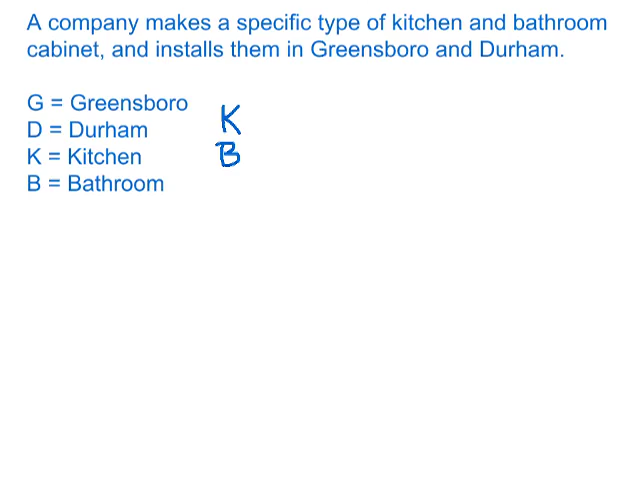 A company makes a specific type of kitchen and bathroom
cabinet, and installs them in Greensboro and Durham.
G = Greensboro
D = Durham
K = Kitchen
B = Bathroom
K
B